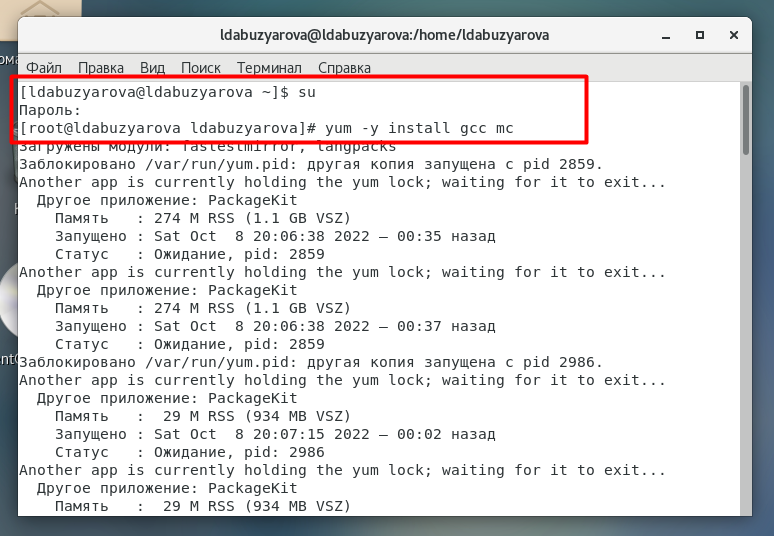 ldabuzyarova@ldabuzyarova:/home/ldabuzyarova
Файл Правка Вид Поиск Терминал Справка
[ldabuzyarova@ldabuzyarova ~]$ su
Пароль:
[root@ldabuzyarova ldabuzyarova]# yum -y install gcc mc
Загружены модули: fastestmirror, langpacks
Заблокировано /var/run/yum.pid: другая копия запущена с pid 2859.
Another app is currently holding the yum lock; waiting for it to exit...
Другое приложение: PackageKit
Память : 274 M RSS (1.1 GB VSZ)
Запущено : Sat Oct 8 20:06:38 2022 — 00:35 назад
Статус : Ожидание, pid: 2859
Another app is currently holding the yum lock; waiting for it to exit...
Другое приложение: PackageKit
Память : 274 M RSS (1.1 GB VSZ)
Запущено : Sat Oct 8 20:06:38 2022 — 00:37 назад
Статус : Ожидание, pid: 2859
Заблокировано /var/run/yum.pid: другая копия запущена с pid 2986.
Another app is currently holding the yum lock; waiting for it to exit...
Другое приложение: PackageKit
Память : 29 M RSS (934 MB VSZ)
Запущено : Sat Oct 8 20:07:15 2022 — 00:02 назад
Статус : Ожидание, pid: 2986
Another app is currently holding the yum lock; waiting for it to exit...
Другое приложение: PackageKit
Память : 29 M RSS (934 MB VSZ)